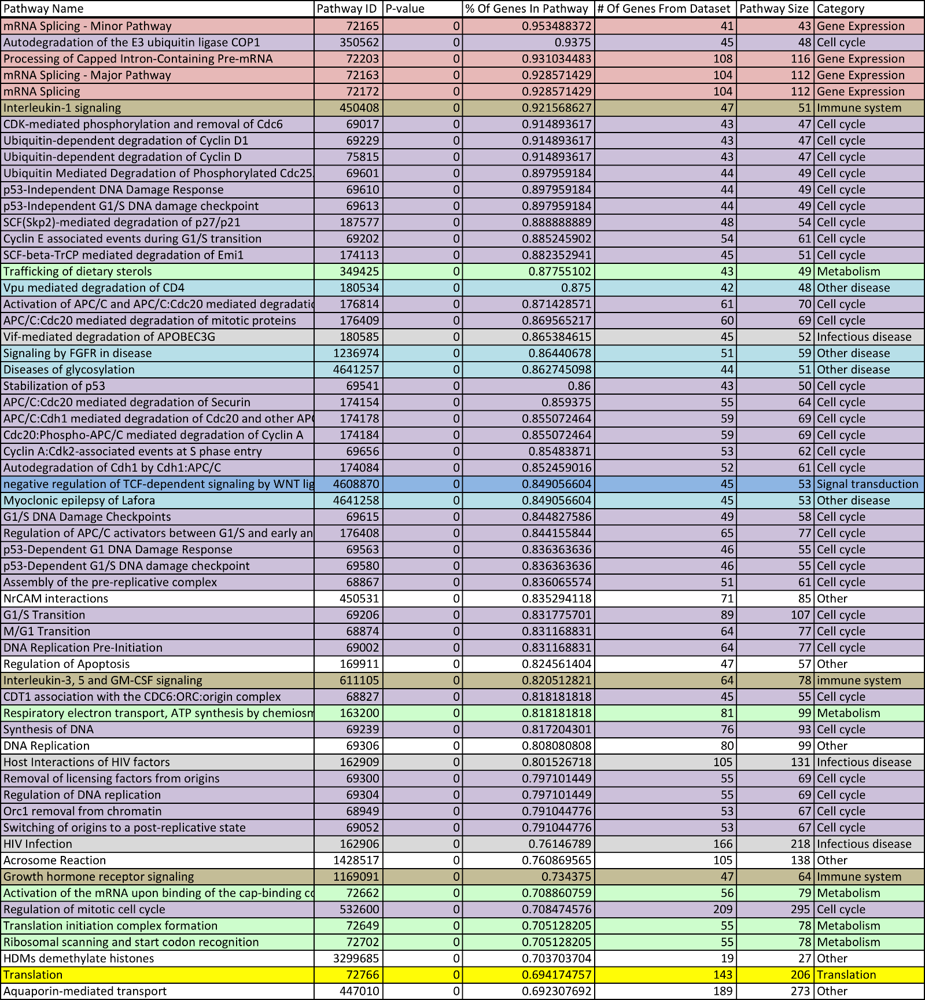 Pathway Name Pathway ID P-value % Of Genes In Pathway # Of Genes From Dataset Pathway Size Category
mRNA Splicing - Minor Pathway 72165 0 0.953488372 41 43 Gene Expression
Autodegradation of the E3 ubiquitin ligase COP1 350562 0 0.9375 45 48 Cell cycle
Processing of Capped Intron-Containing Pre-mRNA 72203 0 0.931034483 108 116 Gene Expression
mRNA Splicing - Major Pathway 72163 0 0.928571429 104 112 Gene Expression
mRNA Splicing 72172 0 0.928571429 104 112 Gene Expression
Interleukin-1 signaling 450408 0 0.921568627 47 51 Immune system
CDK-mediated phosphorylation and removal of Cdc6 69017 0 0.914893617 43 47 Cell cycle
Ubiquitin-dependent degradation of Cyclin D1 69229 0 0.914893617 43 47 Cell cycle
Ubiquitin-dependent degradation of Cyclin D 75815 0 0.914893617 43 47 Cell cycle
Ubiquitin Mediated Degradation of Phosphorylated Cdc25 69601 0 0.897959184 44 49 Cell cycle
p53-Independent DNA Damage Response 69610 0 0.897959184 44 49 Cell cycle
p53-Independent G1/S DNA damage checkpoint 69613 0 0.897959184 44 49 Cell cycle
SCF(Skp2)-mediated degradation of p27/p21 187577 0 0.888888889 48 54 Cell cycle
Cyclin E associated events during G1/S transition 69202 0 0.885245902 54 61 Cell cycle
SCF-beta-TrCP mediated degradation of Emi1 174113 0 0.882352941 45 51 Cell cycle
Trafficking of dietary sterols 349425 0 0.87755102 43 49 Metabolism
Vpu mediated degradation of CD4 180534 0 0.875 42 48 Other disease
Activation of APC/C and APC/C:Cdc20 mediated degradatio 176814 0 0.871428571 61 70 Cell cycle
APC/C:Cdc20 mediated degradation of mitotic proteins 176409 0 0.869565217 60 69 Cell cycle
Vif-mediated degradation of APOBEC3G 180585 0 0.865384615 45 52 Infectious disease
Signaling by FGFR in disease 1236974 0 0.86440678 51 59 Other disease
Diseases of glycosylation 4641257 0 0.862745098 44 51 Other disease
Stabilization of p53 69541 0 0.86 43 50 Cell cycle
APC/C:Cdc20 mediated degradation of Securin 174154 0 0.859375 55 64 Cell cycle
APC/C:Cdh1 mediated degradation of Cdc20 and other APC 174178 0 0.855072464 59 69 Cell cycle
Cdc20:Phospho-APC/C mediated degradation of Cyclin A 174184 0 0.855072464 59 69 Cell cycle
Cyclin A:Cdk2-associated events at S phase entry 69656 0 0.85483871 53 62 Cell cycle
Autodegradation of Cdh1 by Cdh1:APC/C 174084 0 0.852459016 52 61 Cell cycle
negative regulation of TCF-dependent signaling by WNT lig 4608870 0 0.849056604 45 53 Signal transduction
Myoclonic epilepsy of Lafora 4641258 0 0.849056604 45 53 Other disease
G1/S DNA Damage Checkpoints 69615 0 0.844827586 49 58 Cell cycle
Regulation of APC/C activators between G1/S and early an 176408 0 0.844155844 65 77 Cell cycle
p53-Dependent G1 DNA Damage Response 69563 0 0.836363636 46 55 Cell cycle
p53-Dependent G1/S DNA damage checkpoint 69580 0 0.836363636 46 55 Cell cycle
Assembly of the pre-replicative complex 68867 0 0.836065574 51 61 Cell cycle
NrCAM interactions 450531 0 0.835294118 71 85 Other
G1/S Transition 69206 0 0.831775701 89 107 Cell cycle
M/G1 Transition 68874 0 0.831168831 64 77 Cell cycle
DNA Replication Pre-Initiation 69002 0 0.831168831 64 77 Cell cycle
Regulation of Apoptosis 169911 0 0.824561404 47 57 Other
Interleukin-3, 5 and GM-CSF signaling 611105 0 0.820512821 64 78 immune system
CDT1 association with the CDC6:ORC:origin complex 68827 0 0.818181818 45 55 Cell cycle
Respiratory electron transport, ATP synthesis by chemiosm 163200 0 0.818181818 81 99 Metabolism
Synthesis of DNA 69239 0 0.817204301 76 93 Cell cycle
DNA Replication 69306 0 0.808080808 80 99 Other
Host Interactions of HIV factors 162909 0 0.801526718 105 131 Infectious disease
Removal of licensing factors from origins 69300 0 0.797101449 55 69 Cell cycle
Regulation of DNA replication 69304 0 0.797101449 55 69 Cell cycle
Orc1 removal from chromatin 68949 0 0.791044776 53 67 Cell cycle
Switching of origins to a post-replicative state 69052 0 0.791044776 53 67 Cell cycle
HIV Infection 162906 0 0.76146789 166 218 Infectious disease
Acrosome Reaction 1428517 0 0.760869565 105 138 Other
Growth hormone receptor signaling 1169091 0 0.734375 47 64 Immune system
Activation of the mRNA upon binding of the cap-binding co 72662 0 0.708860759 56 79 Metabolism
Regulation of mitotic cell cycle 532600 0 0.708474576 209 295 Cell cycle
Translation initiation complex formation 72649 0 0.705128205 55 78 Metabolism
Ribosomal scanning and start codon recognition 72702 0 0.705128205 55 78 Metabolism
HDMs demethylate histones 3299685 0 0.703703704 19 27 Other
Translation 72766 0 0.694174757 143 206 Translation
Aquaporin-mediated transport 447010 0 0.692307692 189 273 Other